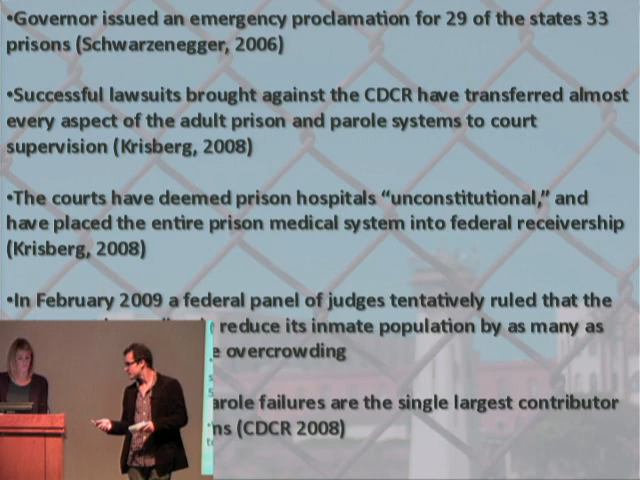 •Governor issued an emergency proclamation for 29 of the states 33
prisons (Schwarzenegger, 2006)
•Successful lawsuits brought against the CDCR have transferred almost
every aspect of the adult prison and parole systems to court
supervision (Krisberg, 2008)
•The courts have deemed prison hospitals “unconstitutional,” and
have placed the entire prison medical system into federal receivership
(Krisberg, 2008)
•In February 2009 a federal panel of judges tentatively ruled that the
reduce its inmate population by as many as
overcrowding
failures are the single largest contributor
(CDCR 2008)